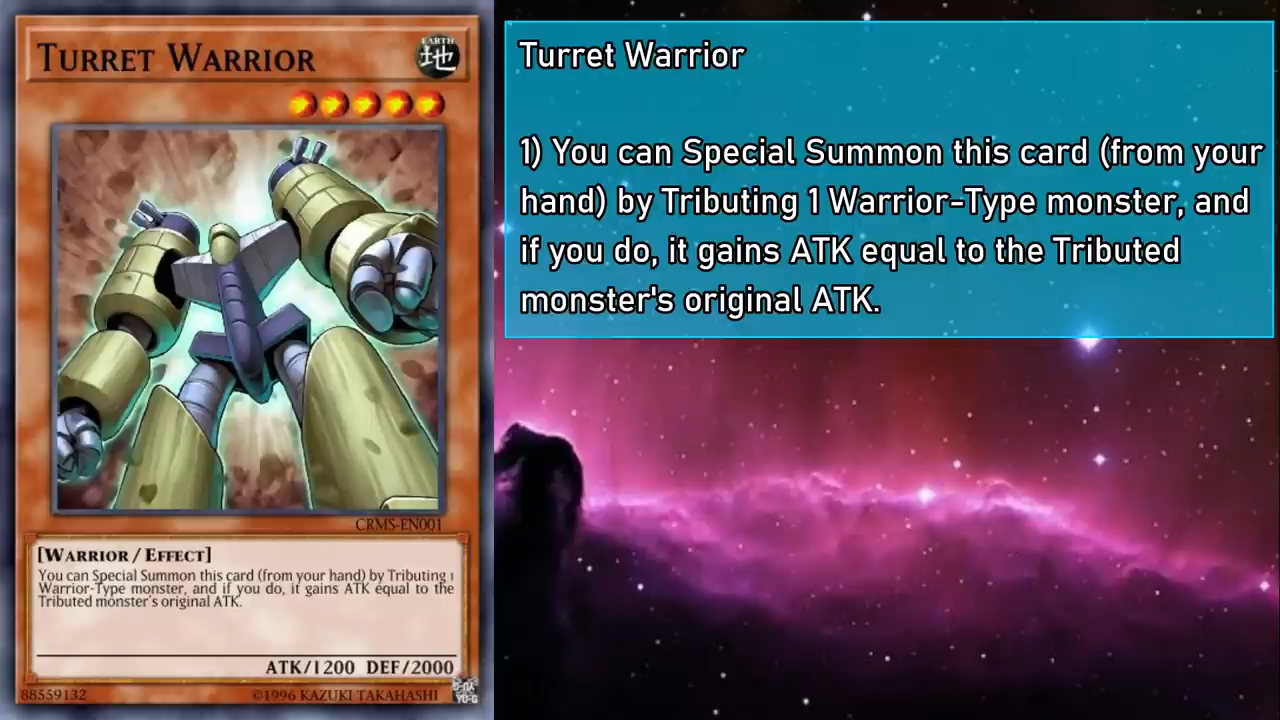 TURRET WARRIOR
EARTH
地
CRMS-EN001
[WARRIOR / EFFECT]
You can Special Summon this card (from your hand) by Tributing 1
Warrior-Type monster, and if you do, it gains ATK equal to the
Tributed monster's original ATK.
ATK/1200 DEF/2000
88559132
©1996 KAZUKI TAKAHASHI
Turret Warrior
1) You can Special Summon this card (from your
hand) by Tributing 1 Warrior-Type monster, and
if you do, it gains ATK equal to the Tributed
monster's original ATK.